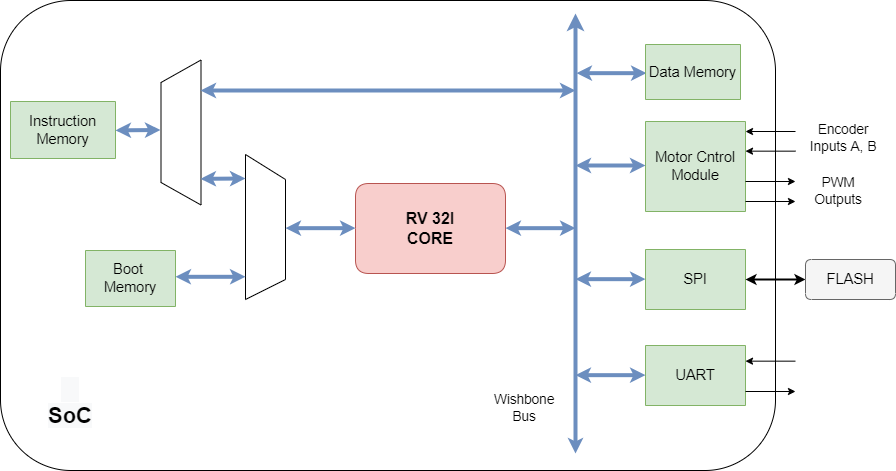 Data Memory
Instruction
Memory
Motor Cntrol
Module
Encoder
Inputs A, B
PWM
Outputs
RV 32I
CORE
Boot
Memory
SPI
FLASH
UART
Wishbone
Bus
SoC